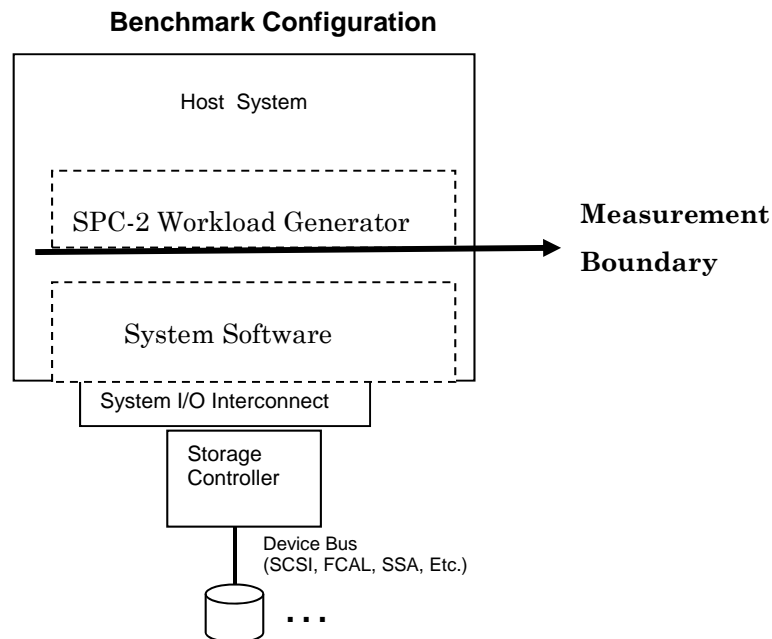 Benchmark Configuration
Host System
SPC-2 Workload Generator
Measurement
Boundary
System Software
System I/O Interconnect
Storage
Controller
Device Bus
(SCSI, FCAL, SSA, Etc.)
...